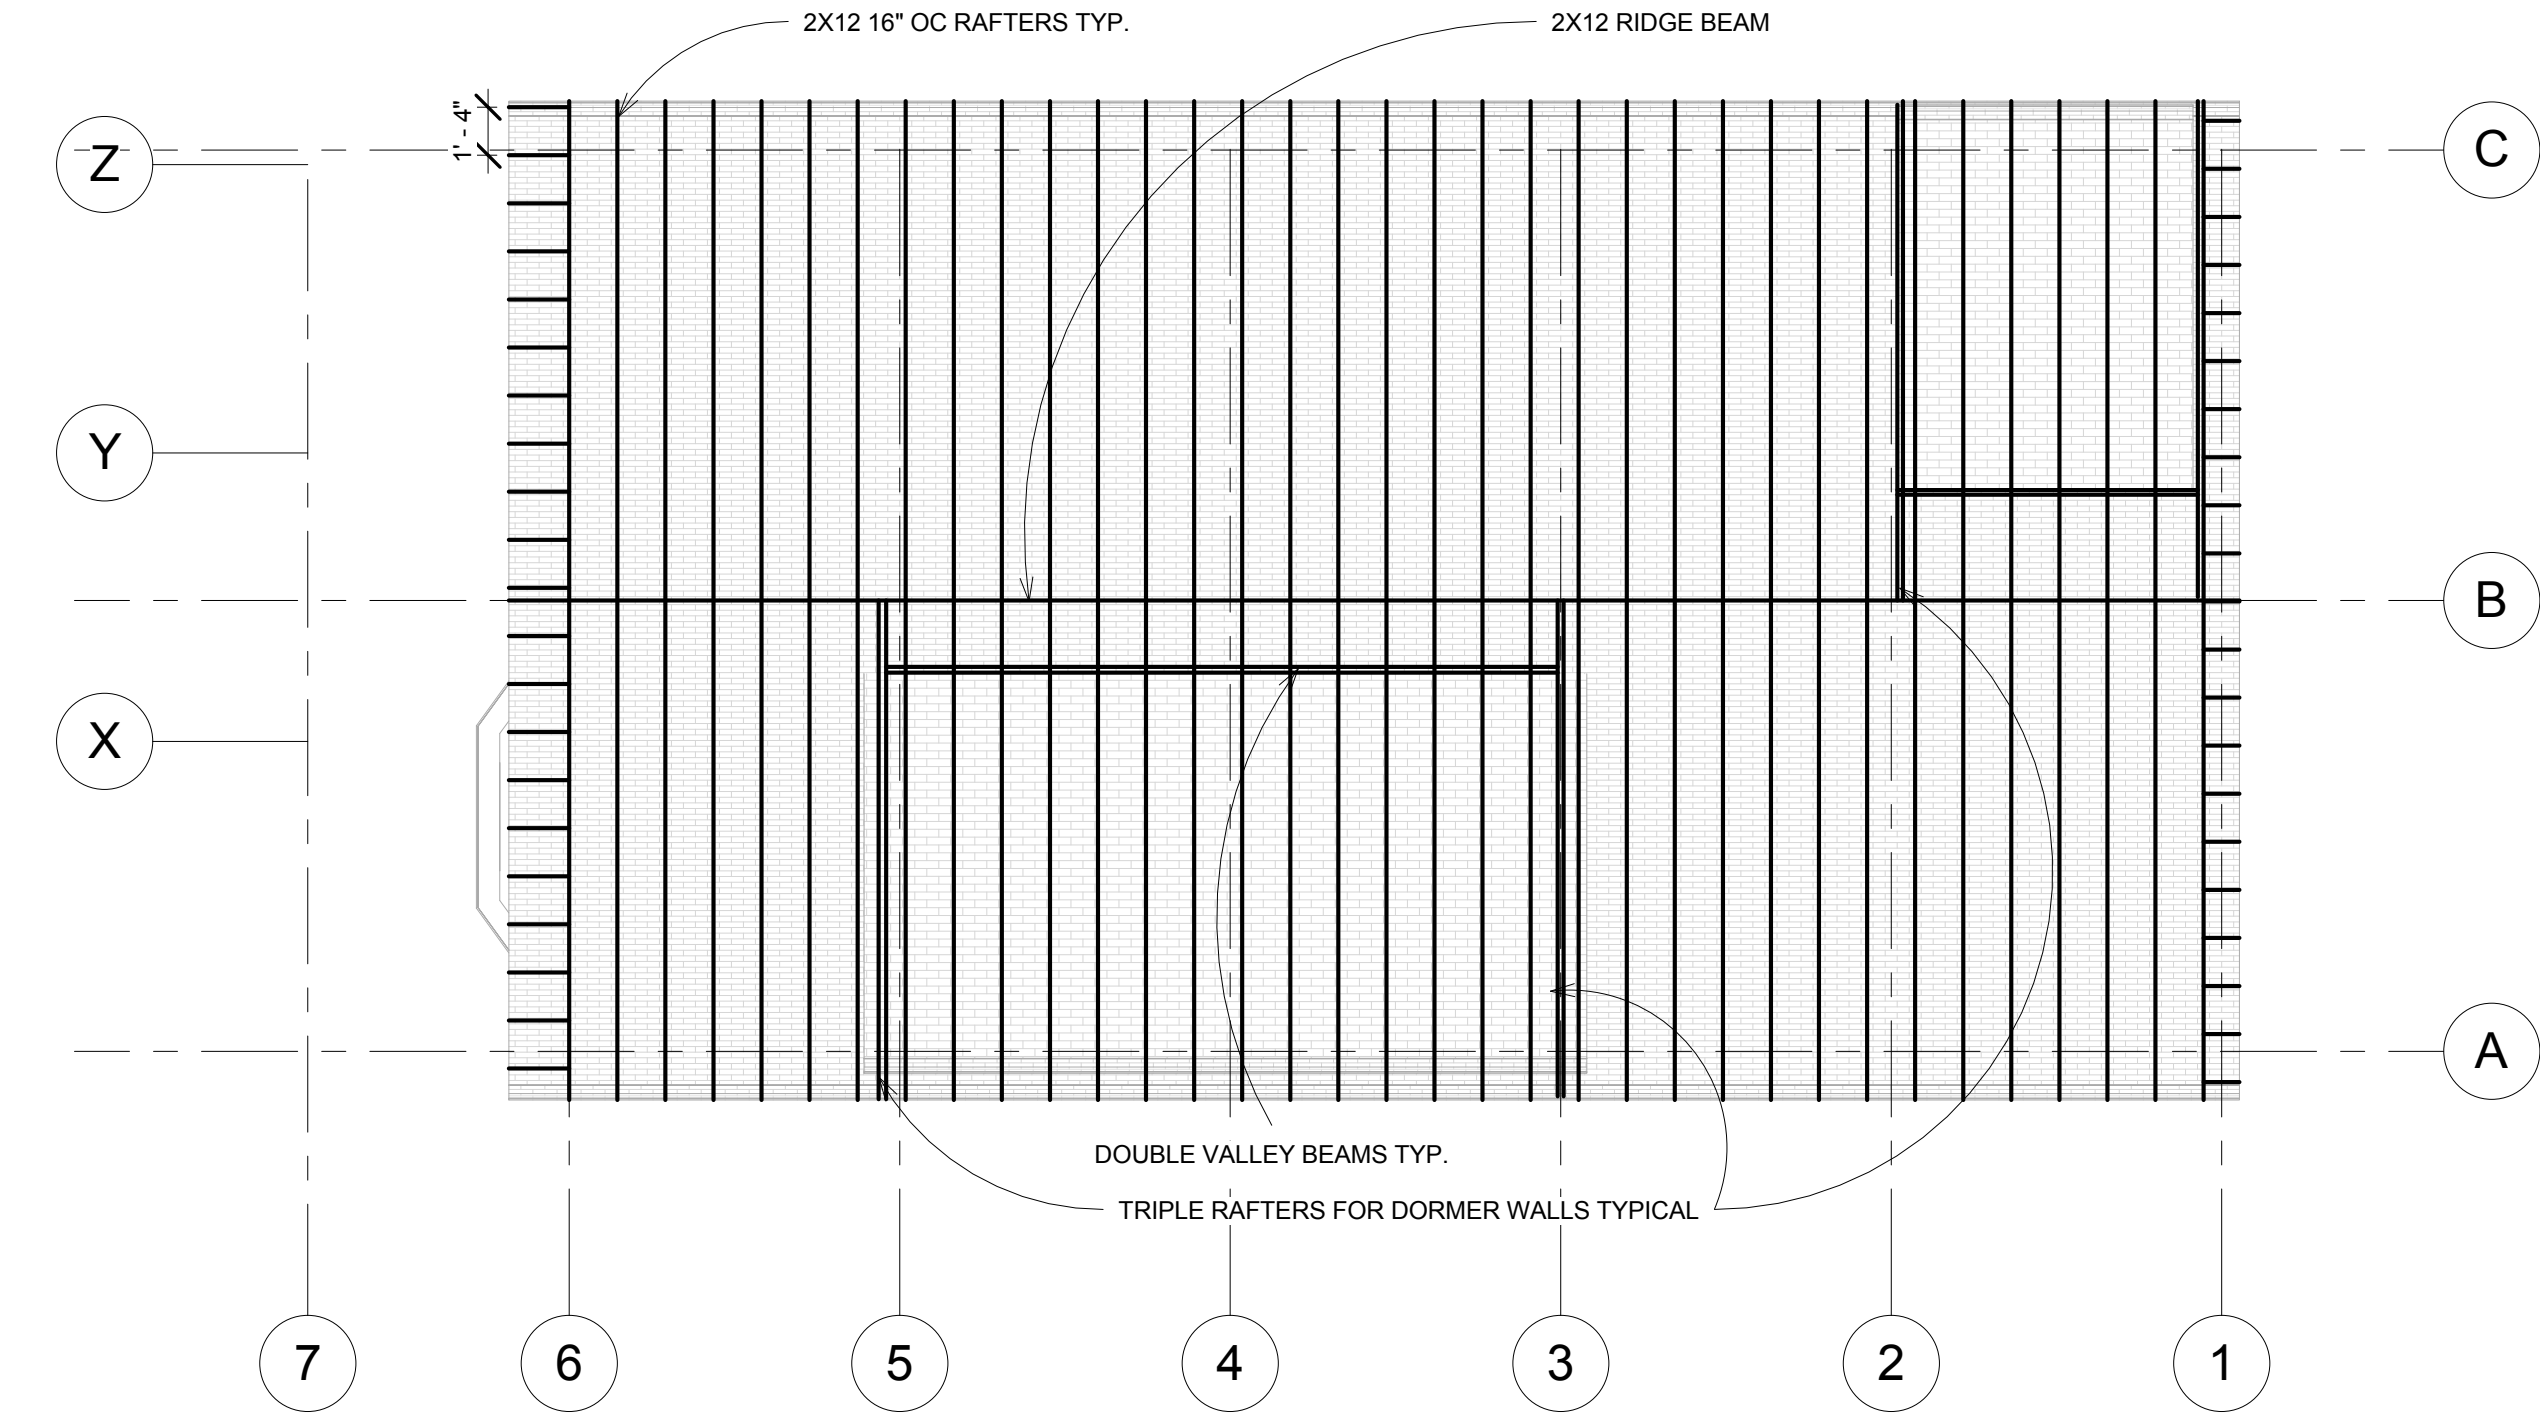 2X12 16" OC RAFTERS TYP.
2X12 RIDGE BEAM
1' - 4"
Z
C
Y
B
X
A
DOUBLE VALLEY BEAMS TYP.
TRIPLE RAFTERS FOR DORMER WALLS TYPICAL
7
6
5
4
3
2
1